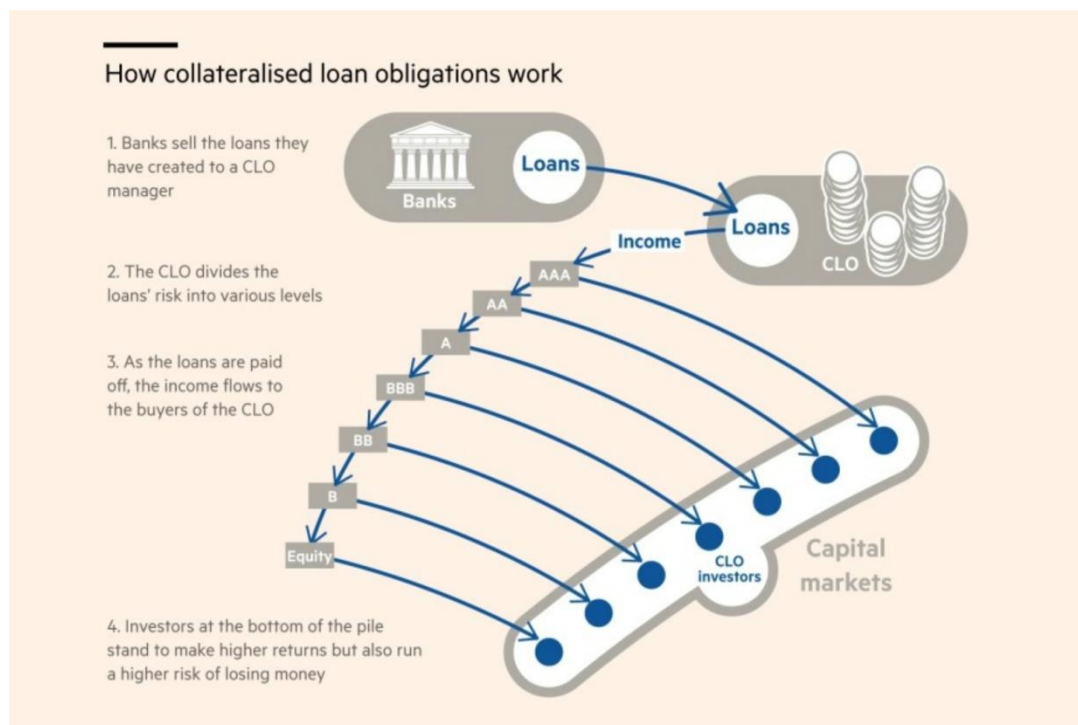 How collateralised loan obligations work
1. Banks sell the loans they
have created to a CLO
manager
Banks
Loans
Loans
CLO
Income
2. The CLO divides the
loans' risk into various levels
AAA
AA
A
3. As the loans are paid
off, the income flows to
the buyers of the CLO
BBB
BB
B
Equity
CLO
investors
Capital
markets
4. Investors at the bottom of the pile
stand to make higher returns but also run
a higher risk of losing money